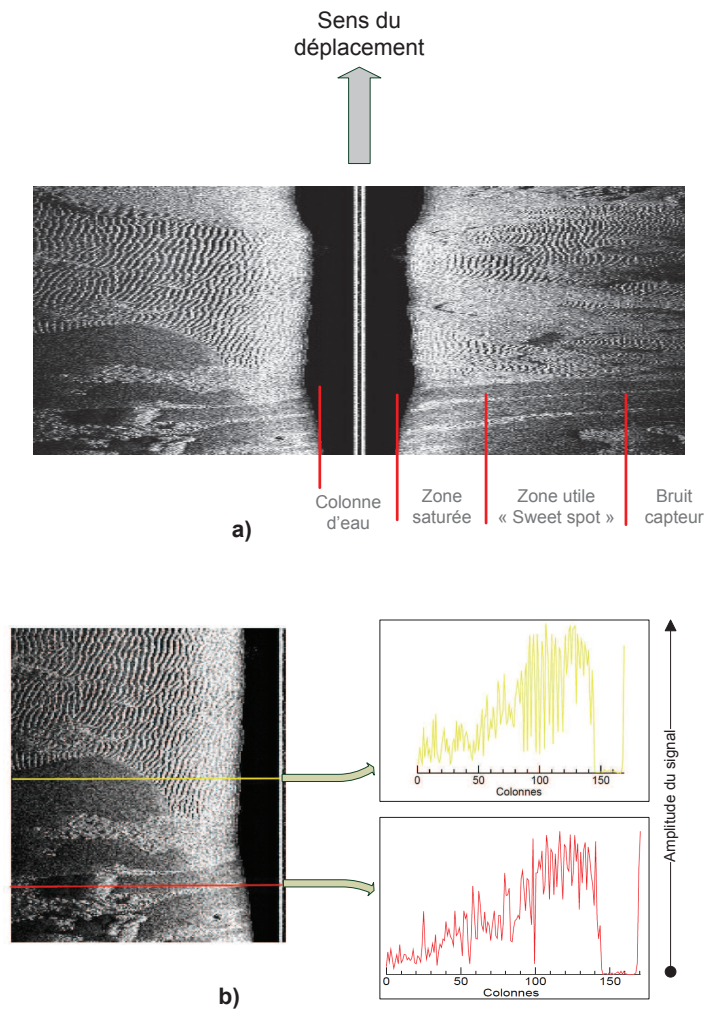 Sens du
déplacement
Colonne
d'eau
Zone
saturée
Zone utile
« Sweet spot »
Bruit
capteur
a)
0 50 100 150
Colonnes
0 50 100 150
Colonnes
Amplitude du signal
b)